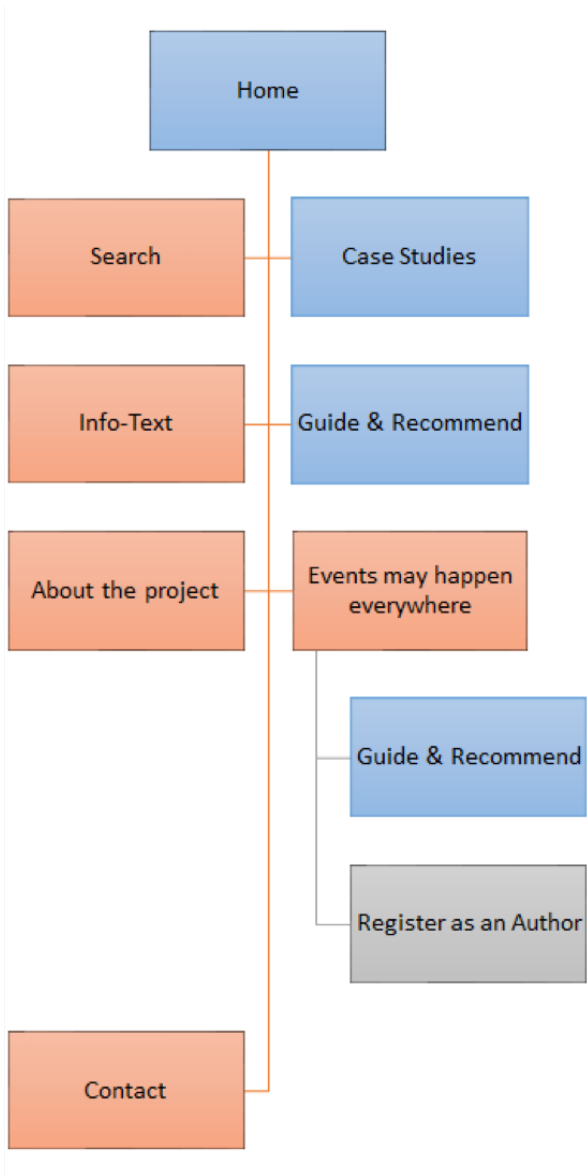 Home
Search
Case Studies
Info-Text
Guide & Recommend
About the project
Events may happen
everywhere
Guide & Recommend
Register as an Author
Contact